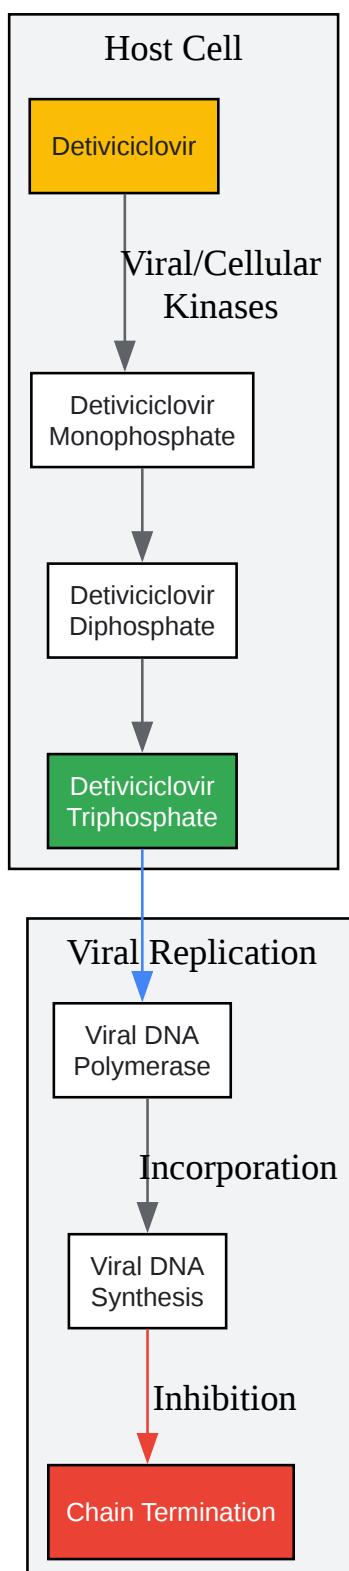 Host Cell
Detiviciclovir
Viral/Cellular
Kinases
Detiviciclovir
Monophosphate
Detiviciclovir
Diphosphate
Detiviciclovir
Triphosphate
Viral Replication
Viral DNA
Polymerase
Incorporation
Viral DNA
Synthesis
Inhibition
Chain Termination